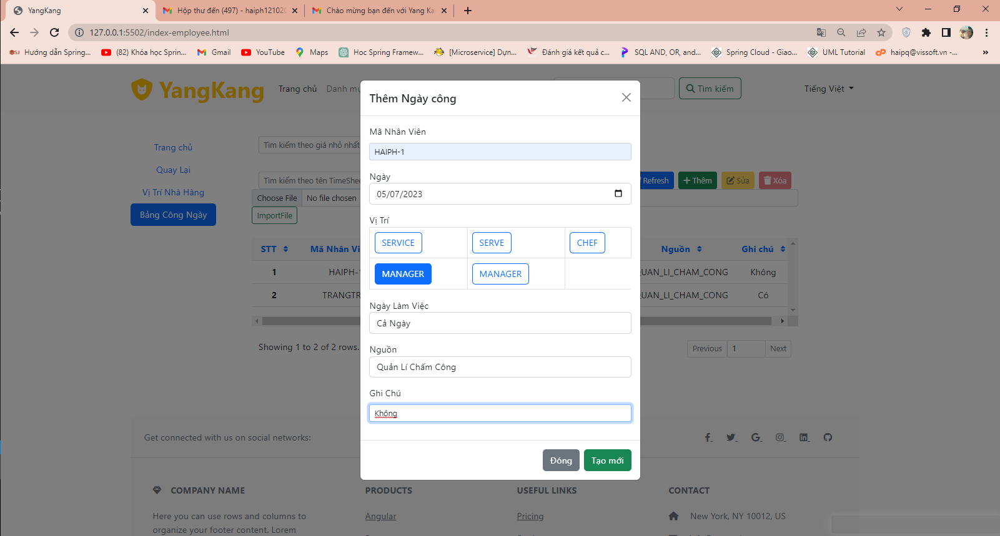 YangKang
Hộp thư đến (497) - haiph12102
Chào mừng bạn đến với Yang Ka
127.0.0.1:5502/index-employee.html
Hướng dẫn Spring...
(82) Khóa học Sprin...
Gmail
YouTube
Maps
Hoc Spring Framew...
[Microservice] Dựn...
Đánh giá kết quả c...
SQL AND, OR, and...
Spring Cloud - Giao...
UML Tutorial
haipq@vissoft.vn -...
YangKang
Trang chủ
Danh mụ
Tìm kiếm
Tiếng Việt
Thêm Ngày công
Mã Nhân Viên
HAIPH-1
Ngày
05/07/2023
Vị Trí
SERVICE SERVE CHEF
MANAGER MANAGER
Ngày Làm Việc
Cả Ngày
Nguồn
Quản Lí Chấm Công
Ghi Chú
Không
Đóng Tạo mới
Trang chủ
Quay Lại
Vị Trí Nhà Hàng
Bảng Công Ngày
Tìm kiếm theo giá nhỏ nhất
Tìm kiếm theo tên TimeShee
Refresh Thêm Sửa Xóa
Choose File No file chosen
ImportFile
STT Mã Nhân Vi Nguồn Ghi chú
1 HAIPH-1 QUAN_LI_CHAM_CONG Không
2 TRANGTR QUAN_LI_CHAM_CONG Có
Showing 1 to 2 of 2 rows.
Previous 1 Next
Get connected with us on social networks:
COMPANY NAME
Here you can use rows and columns to
organize your footer content. Lorem
PRODUCTS
Angular
USEFUL LINKS
Pricing
CONTACT
New York, NY 10012, US